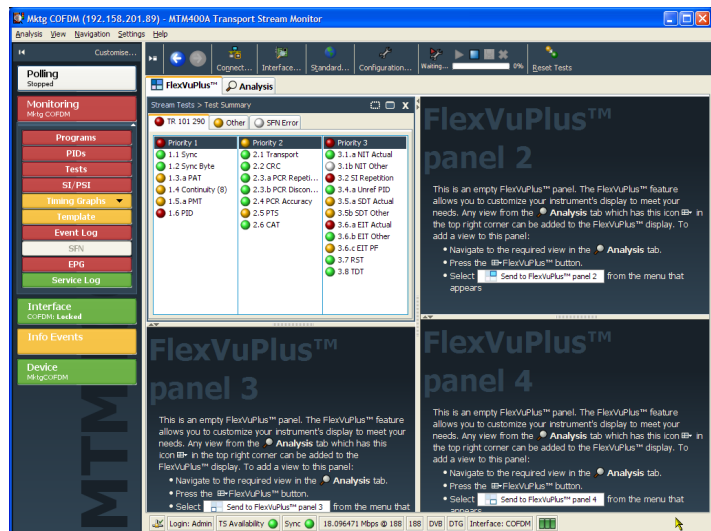 Mktg COFDM (192.158.201.89) - MTM400A Transport Stream Monitor
Analysis View Navigation Settings Help
Customise...
Connect... Interface... Standard... Configuration... Waiting... 0% Reset Tests
Polling
Stopped
Monitoring
Mktg COFDM
Programs
PIDs
Tests
SI/PSI
Timing Graphs
Template
Event Log
SFN
EPG
Service Log
Interface
COFDM: Locked
Info Events
Device
MktgCOFDM
MTM
FlexVuPlus™ Analysis
Stream Tests > Test Summary
TR 101 290 Other SFN Error
Priority 1
1.1 Sync
1.2 Sync Byte
1.3.a PAT
1.4 Continuity (8)
1.5.a PMT
1.6 PID
Priority 2
2.1 Transport
2.2 CRC
2.3.a PCR Repeti...
2.3.b PCR Discon...
2.4 PCR Accuracy
2.5 PTS
2.6 CAT
Priority 3
3.1.a NIT Actual
3.1.b NIT Other
3.2 SI Repetition
3.4.a Unref PID
3.5.a SDT Actual
3.5b SDT Other
3.6.a EIT Actual
3.6.b EIT Other
3.6.c EIT PF
3.7 RST
3.8 TDT
FlexVuPlus™
panel 2
This is an empty FlexVuPlus™ panel. The FlexVuPlus™ feature
allows you to customize your instrument's display to meet your
needs. Any view from the Analysis tab which has this icon in
the top right corner can be added to the FlexVuPlus™ display. To
add a view to this panel:
• Navigate to the required view in the Analysis tab.
• Press the FlexVuPlus™ button.
• Select Send to FlexVuPlus™ panel 2 from the menu that
appears
FlexVuPlus™
panel 3
This is an empty FlexVuPlus™ panel. The FlexVuPlus™ feature
allows you to customize your instrument's display to meet your
needs. Any view from the Analysis tab which has this
icon in the top right corner can be added to the
FlexVuPlus™ display. To add a view to this panel:
• Navigate to the required view in the Analysis tab.
• Press the FlexVuPlus™ button.
• Select Send to FlexVuPlus™ panel 3 from the menu that
FlexVuPlus™
panel 4
This is an empty FlexVuPlus™ panel. The FlexVuPlus™ feature
allows you to customize your instrument's display to meet your
needs. Any view from the Analysis tab which has this icon in
the top right corner can be added to the FlexVuPlus™ display. To
add a view to this panel:
• Navigate to the required view in the Analysis tab.
• Press the FlexVuPlus™ button.
• Select Send to FlexVuPlus™ panel 4 from the menu that
appears
Login: Admin TS Availability Sync 18.096471 Mbps @ 188 188 DVB DTG Interface: COFDM